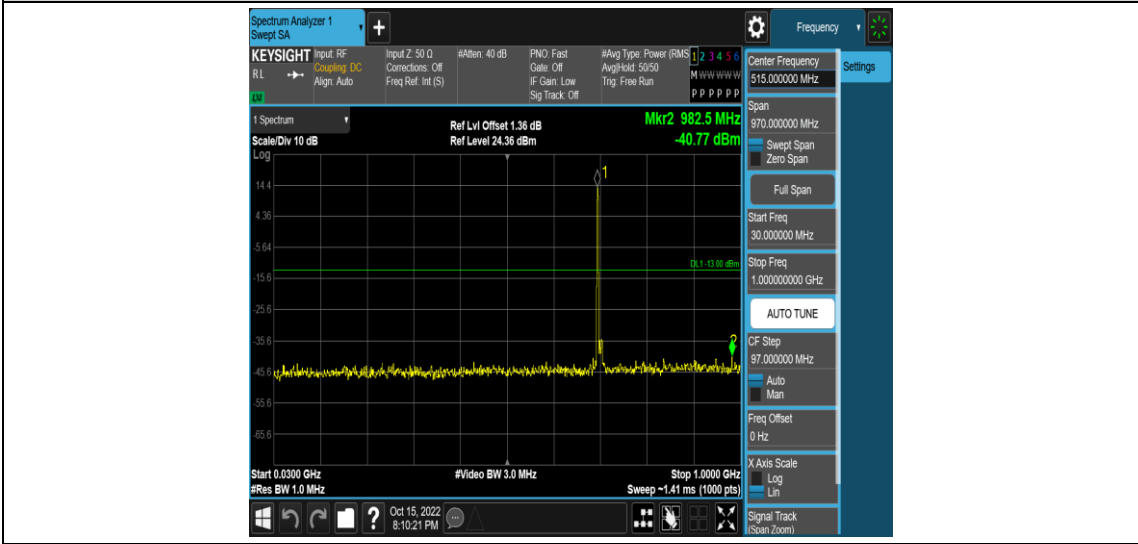 Spectrum Analyzer 1
Swept SA
Frequency
KEYSIGHT
RL
Input: RF
Coupling: DC
Align: Auto
Input Z: 50 Ω
Corrections: Off
Freq Ref: Int (S)
#Atten: 40 dB
PNO: Fast
Gate: Off
IF Gain: Low
Sig Track: Off
#Avg Type: Power (RMS
Avg|Hold: 50/50
Trig: Free Run
1 2 3 4 5 6
M W W W W W
P P P P P P
1 Spectrum
Scale/Div 10 dB
Log
Ref Lvl Offset 1.36 dB
Ref Level 24.36 dBm
Mkr2 982.5 MHz
-40.77 dBm
1
14.4
4.36
-5.64
DL1 -13.00 dBm
-15.6
-25.6
-35.6
2
-45.6
-55.6
-65.6
Start 0.0300 GHz
#Res BW 1.0 MHz
#Video BW 3.0 MHz
Stop 1.0000 GHz
Sweep ~1.41 ms (1000 pts)
Oct 15, 2022
8:10:21 PM
Center Frequency
515.000000 MHz
Settings
Span
970.000000 MHz
Swept Span
Zero Span
Full Span
Start Freq
30.000000 MHz
Stop Freq
1.000000000 GHz
AUTO TUNE
CF Step
97.000000 MHz
Auto
Man
Freq Offset
0 Hz
X Axis Scale
Log
Lin
Signal Track
(Span Zoom)